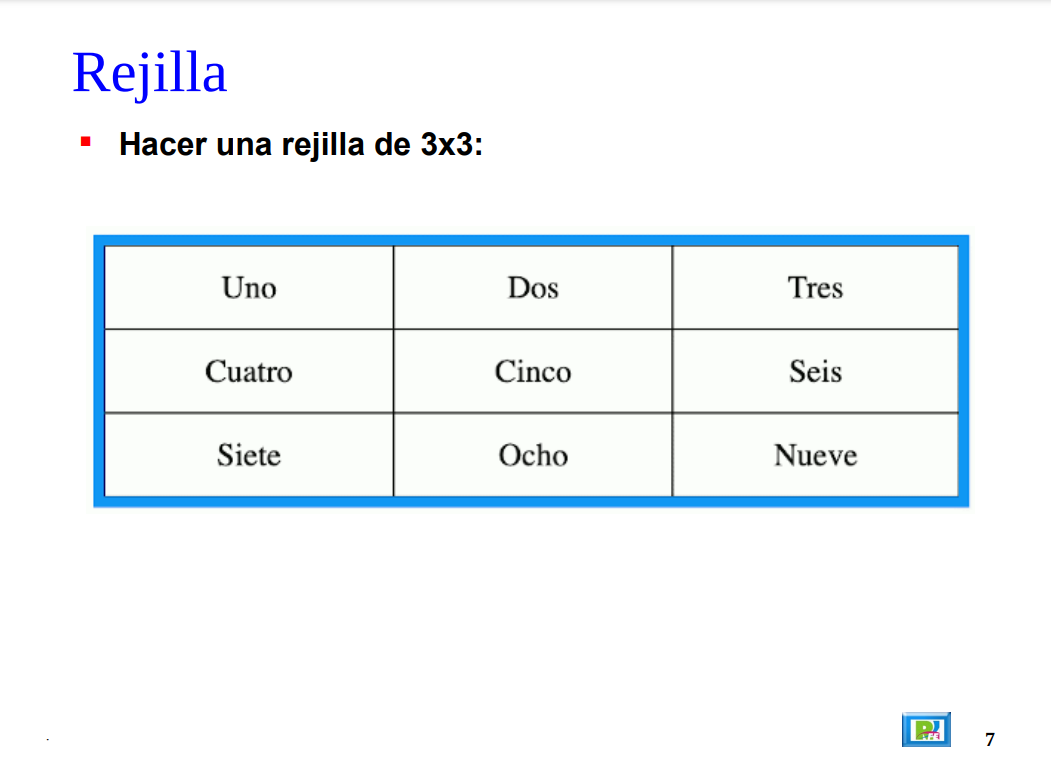 Rejilla
▪ Hacer una rejilla de 3x3:
Uno Dos Tres
Cuatro Cinco Seis
Siete Ocho Nueve
. 7